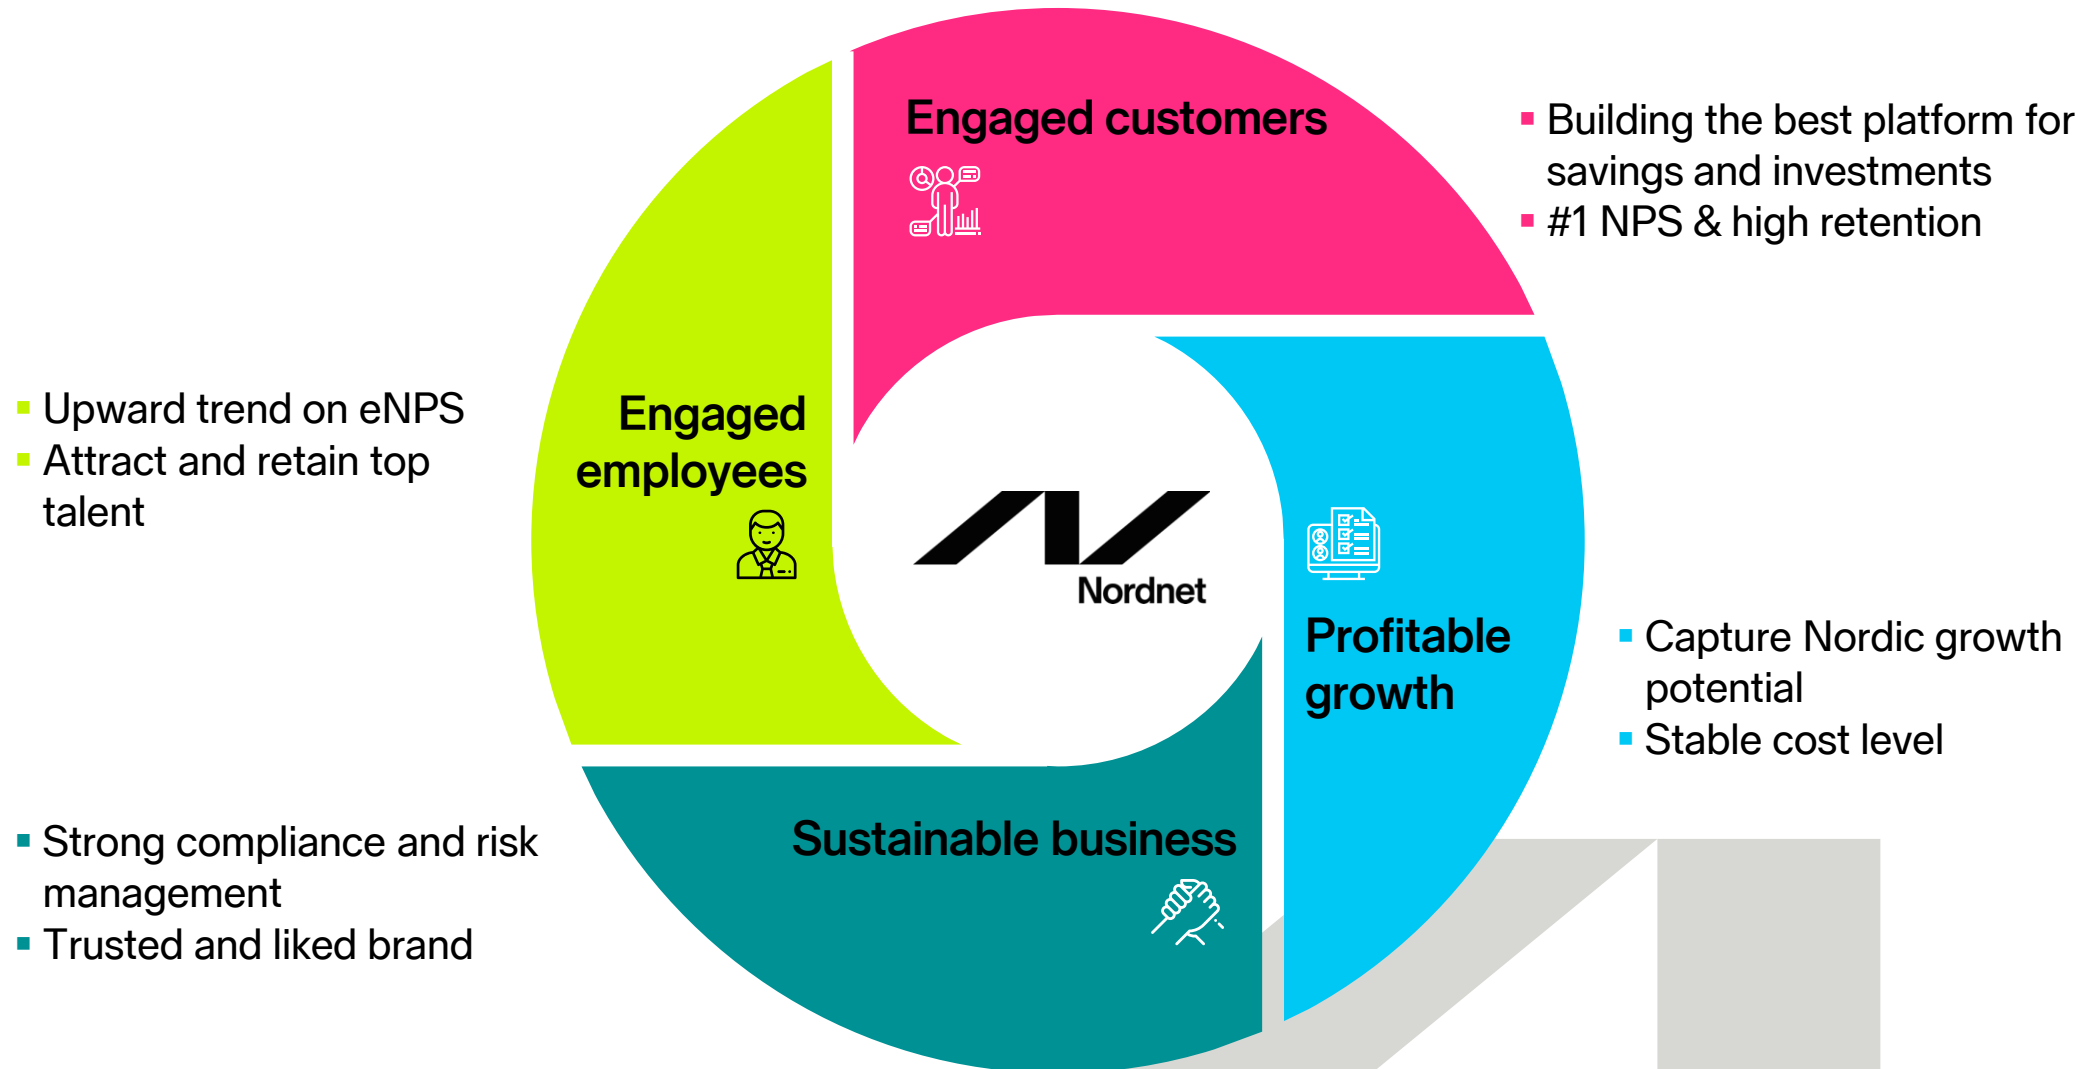 Engaged customers
▪ Building the best platform for
savings and investments
▪ #1 NPS & high retention
▪ Upward trend on eNPS
▪ Attract and retain top
talent
Engaged
employees
Nordnet
Profitable
growth
▪ Capture Nordic growth
potential
▪ Stable cost level
Sustainable business
▪ Strong compliance and risk
management
▪ Trusted and liked brand